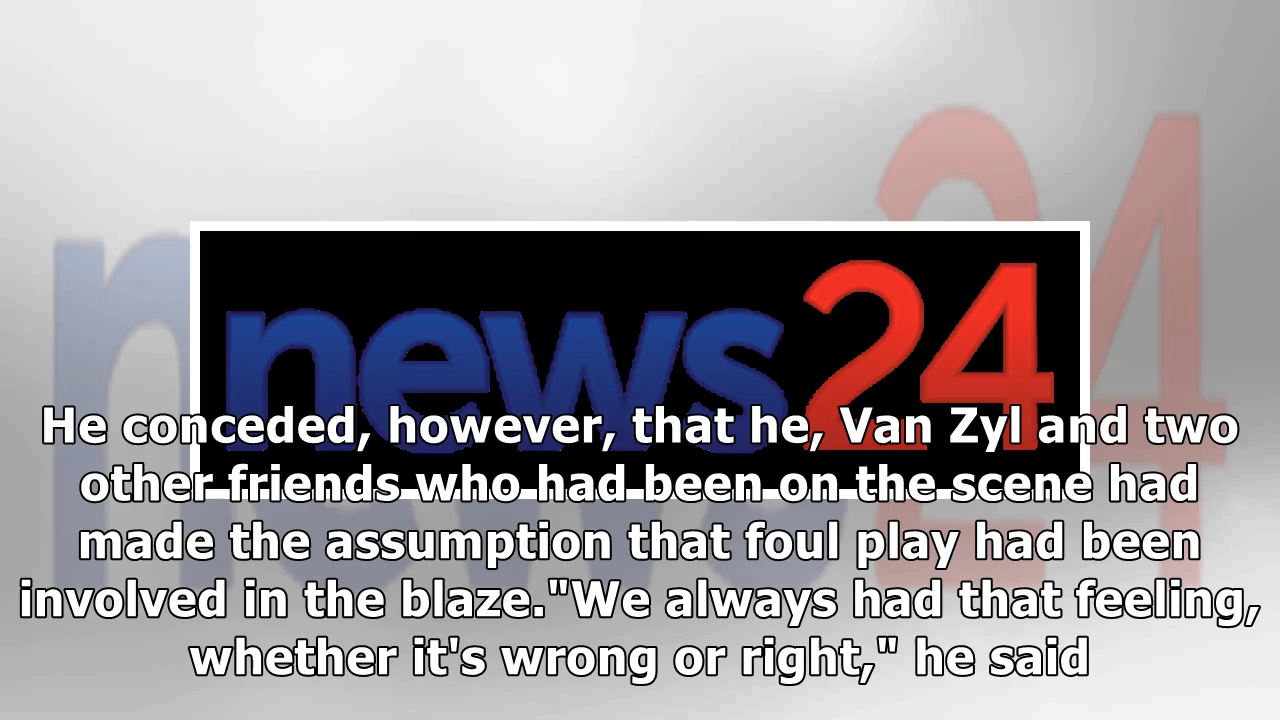 news24
He conceded, however, that he, Van Zyl and two
other friends who had been on the scene had
made the assumption that foul play had been
involved in the blaze."We always had that feeling,
whether it's wrong or right," he said